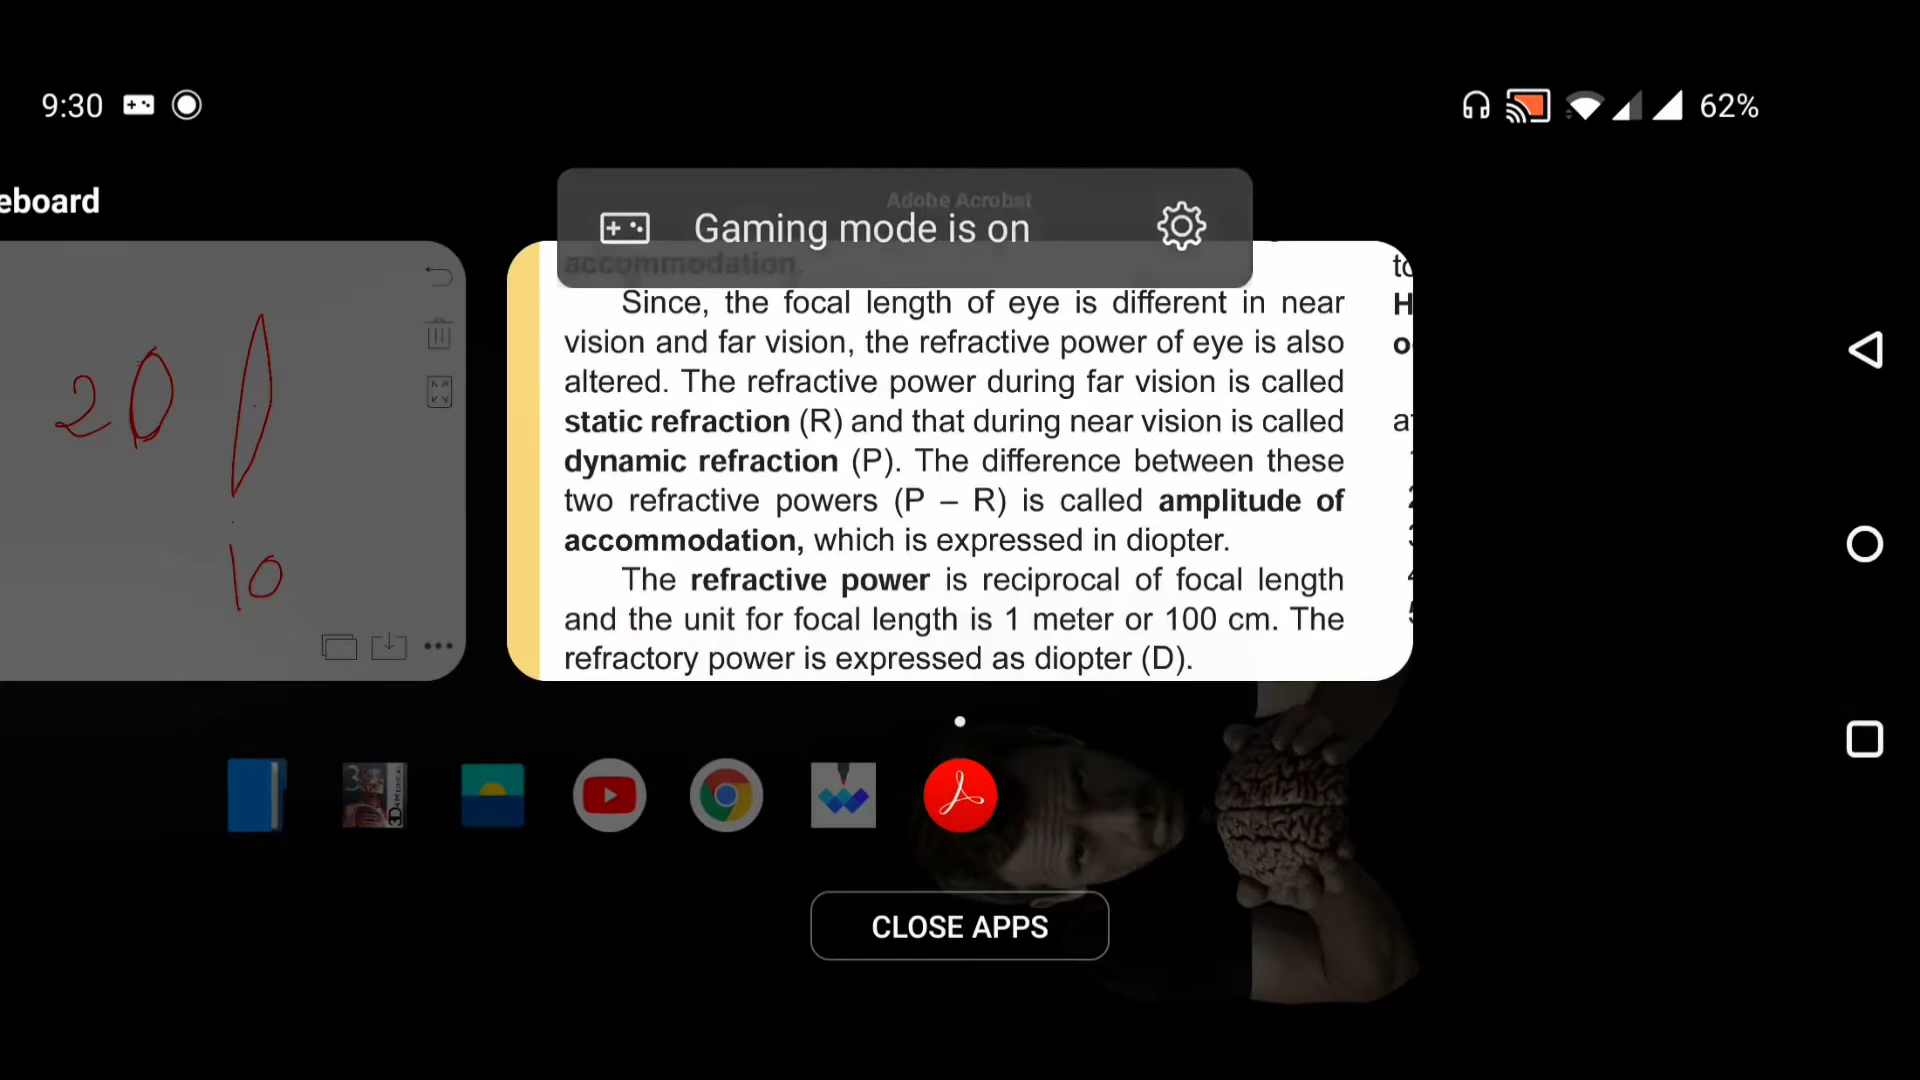 9:30
62%
eboard
Adobe Acrobat
Gaming mode is on
accommodation.
Since, the focal length of eye is different in near
vision and far vision, the refractive power of eye is also
altered. The refractive power during far vision is called
static refraction (R) and that during near vision is called
dynamic refraction (P). The difference between these
two refractive powers (P – R) is called amplitude of
accommodation, which is expressed in diopter.
The refractive power is reciprocal of focal length
and the unit for focal length is 1 meter or 100 cm. The
refractory power is expressed as diopter (D).
to
H
o
20
10
3D4MEDICAL
CLOSE APPS